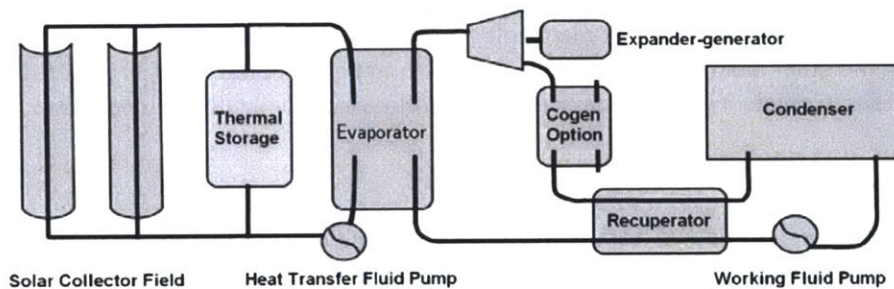 Expander-generator
Thermal
Storage
Evaporator
Cogen
Option
Condenser
Recuperator
Solar Collector Field
Heat Transfer Fluid Pump
Working Fluid Pump